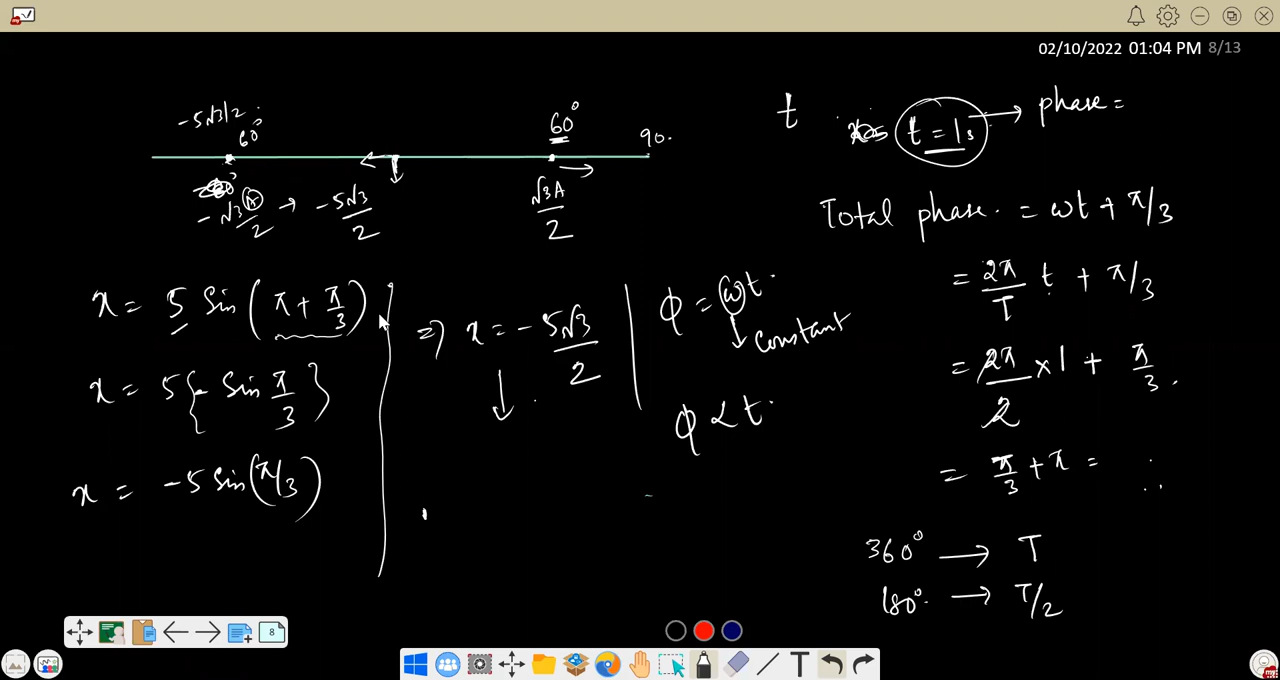 02/10/2022 01:04 PM 8/13
-5√3/2
60°
60°
90.
-√3A/2 → -5√3/2
√3A/2
t
t = 1s → phase =
Total phase. = ωt + π/3
= 2π/T t + π/3
= 2π/2 × 1 + π/3.
= π/3 + π =
360° → T
180°. → T/2
x = 5 Sin (π + π/3)
x = 5{- Sin π/3}
x = -5 Sin(π/3)
⇒ x = -5√3/2
ϕ = ωt
Constant
ϕ ∝ t
8